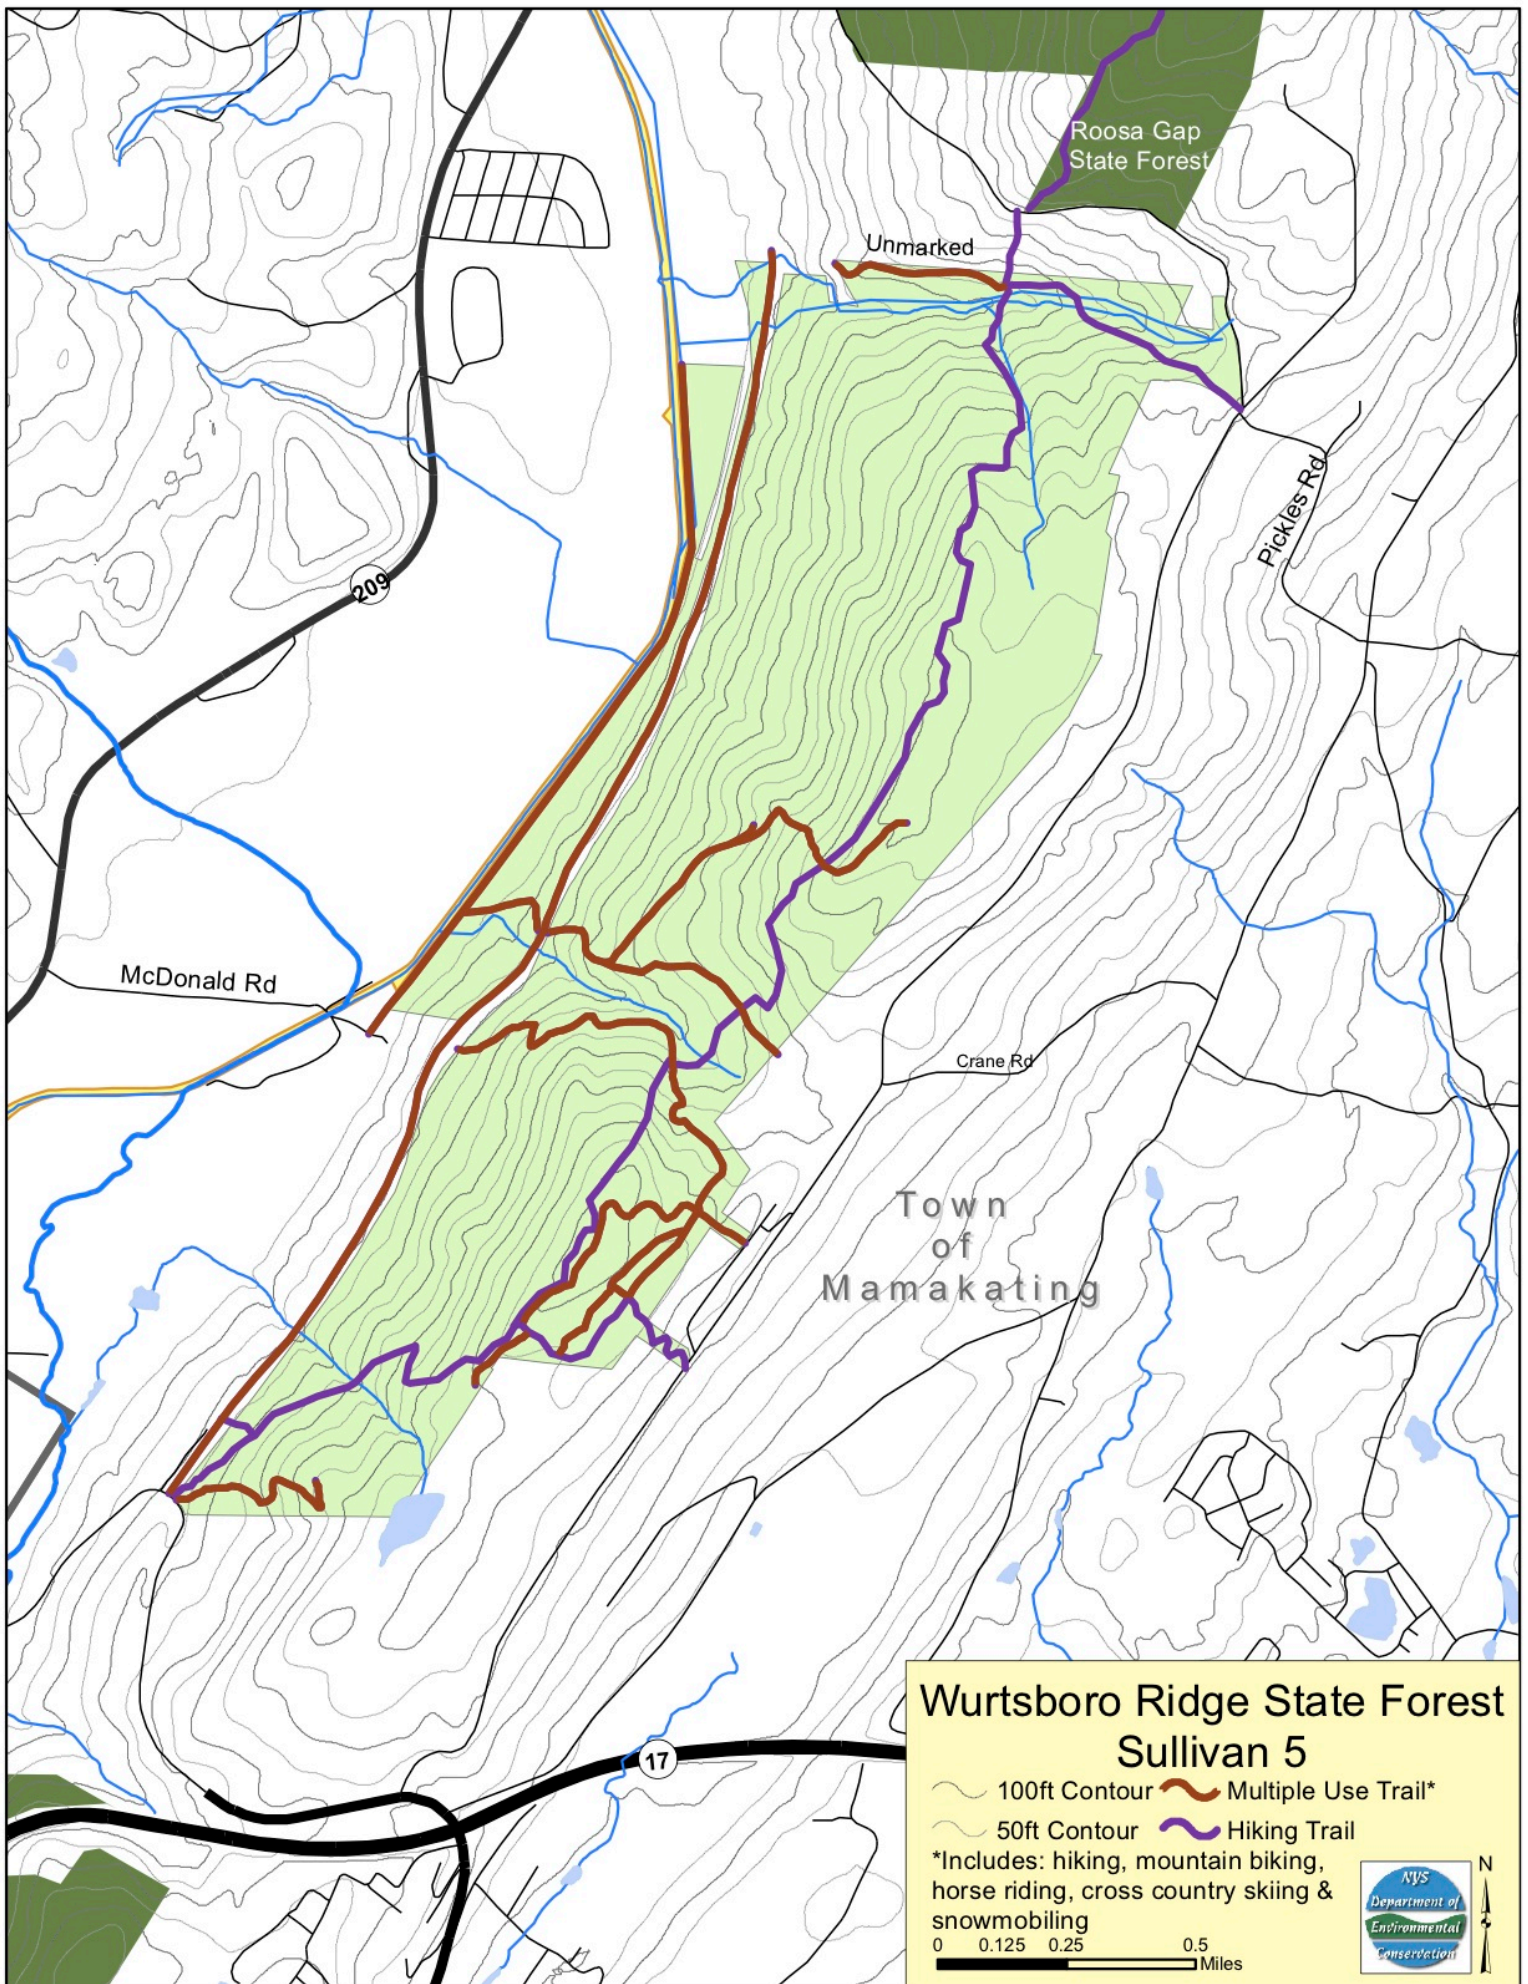 Roosa Gap
State Forest
Unmarked
Pickles Rd
209
McDonald Rd
Crane Rd
Town
of
Mamakating
17
Wurtsboro Ridge State Forest
Sullivan 5
100ft Contour
Multiple Use Trail*
50ft Contour
Hiking Trail
*Includes: hiking, mountain biking,
horse riding, cross country skiing &
snowmobiling
0 0.125 0.25 0.5
Miles
NYS
Department of
Environmental
Conservation
N